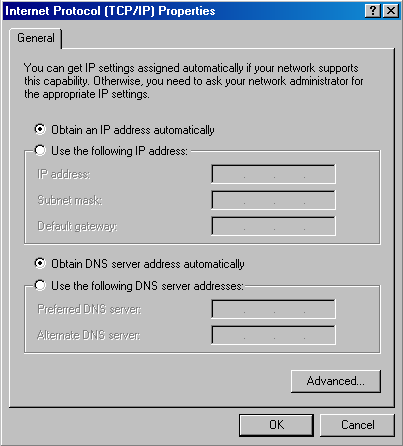 Internet Protocol (TCP/IP) Properties
General
You can get IP settings assigned automatically if your network supports
this capability. Otherwise, you need to ask your network administrator for
the appropriate IP settings.
Obtain an IP address automatically
Use the following IP address:
IP address:
Subnet mask:
Default gateway:
Obtain DNS server address automatically
Use the following DNS server addresses:
Preferred DNS server:
Alternate DNS server:
Advanced...
OK
Cancel